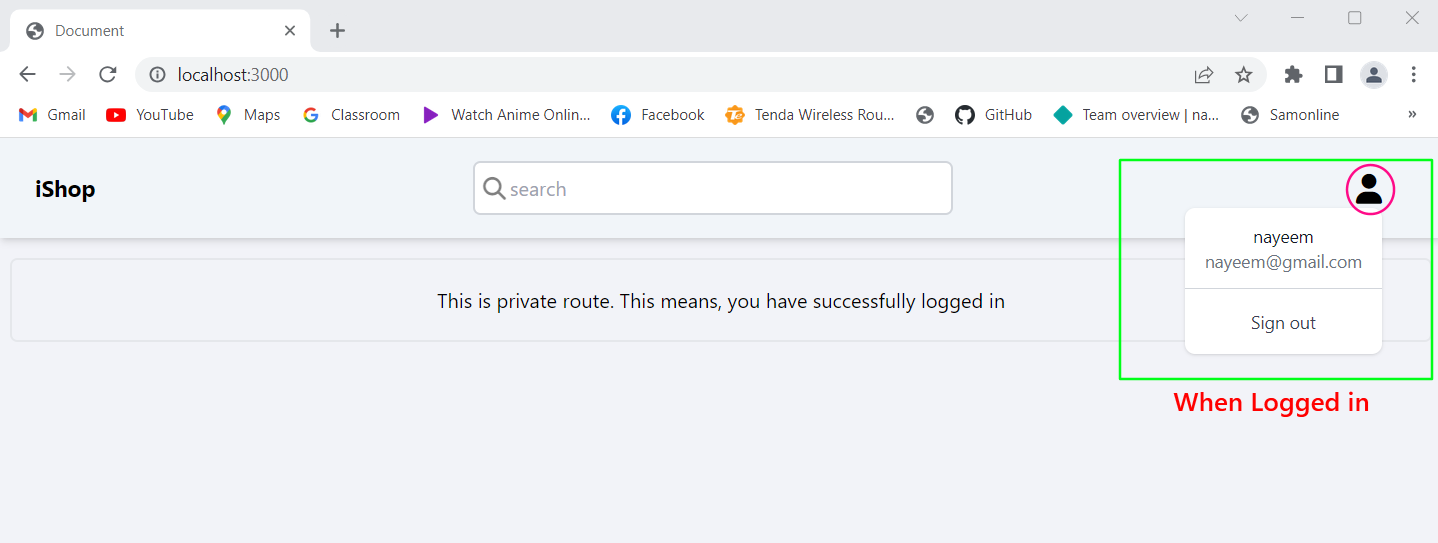 Document
localhost:3000
Gmail YouTube Maps Classroom Watch Anime Onlin... Facebook Tenda Wireless Rou... GitHub Team overview | na... Samonline »
iShop search
nayeem
nayeem@gmail.com
This is private route. This means, you have successfully logged in
Sign out
When Logged in